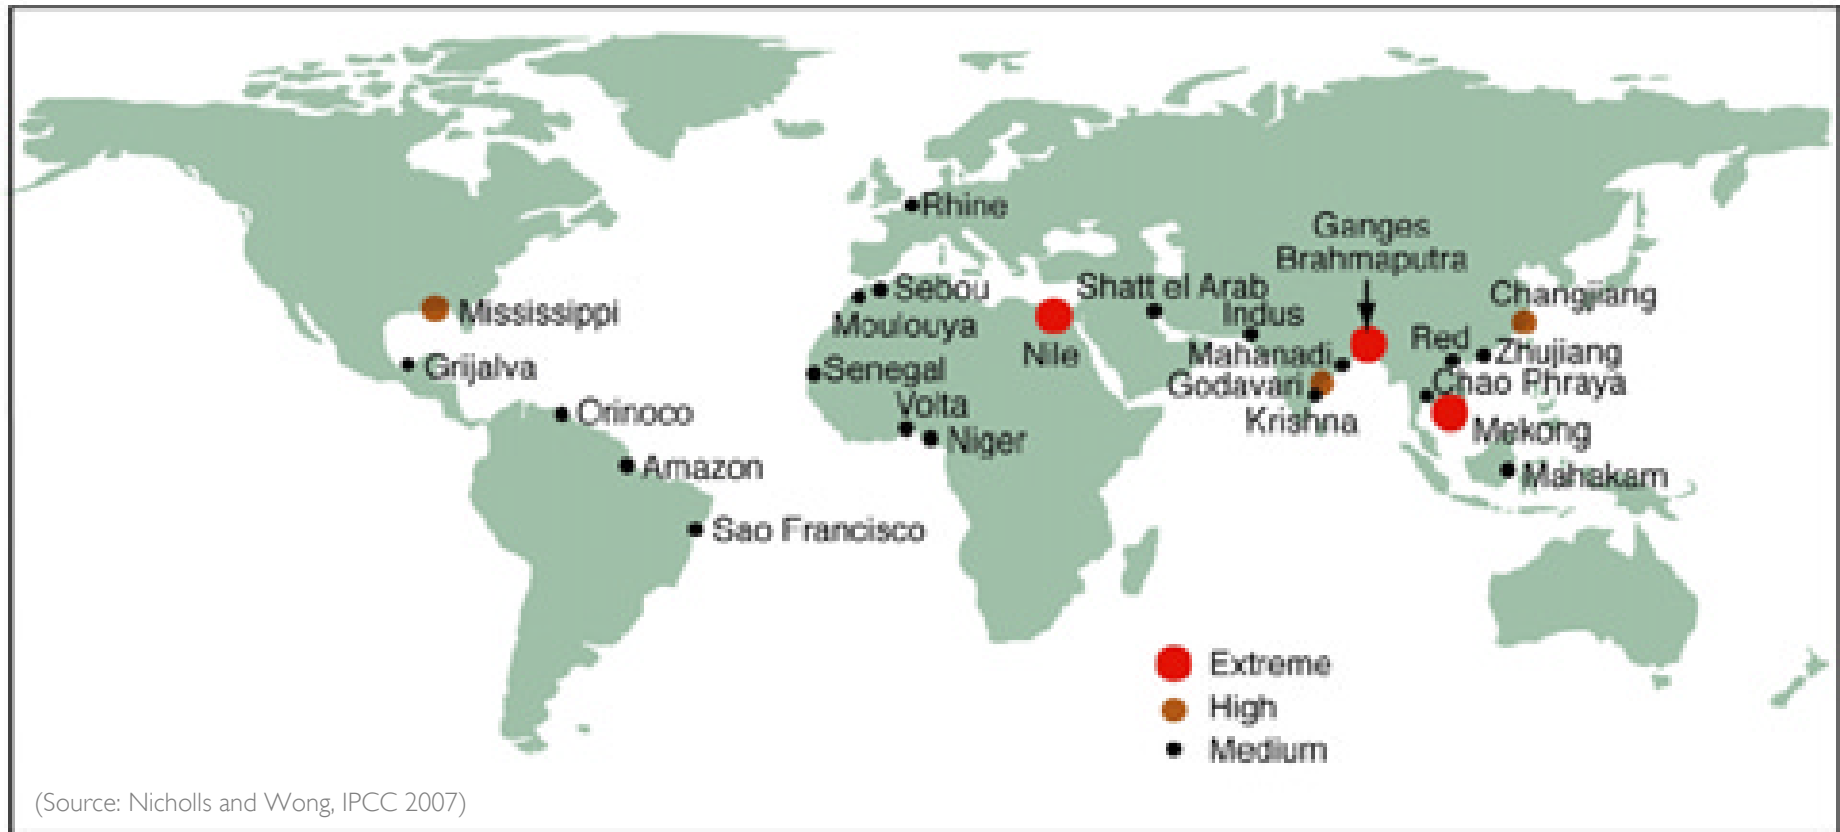 Rhine
Ganges
Brahmaputra
Sebou
Shatt el Arab
Changjiang
Mississippi
Indus
Moulouya
Red
Nile
Mahanadi
Zhujiang
Grijalva
Senegal
Godavari
Chao Phraya
Volta
Orinoco
Krishna
Mekong
Niger
Amazon
Mahakam
Sao Francisco
Extreme
High
Medium
(Source: Nicholls and Wong, IPCC 2007)